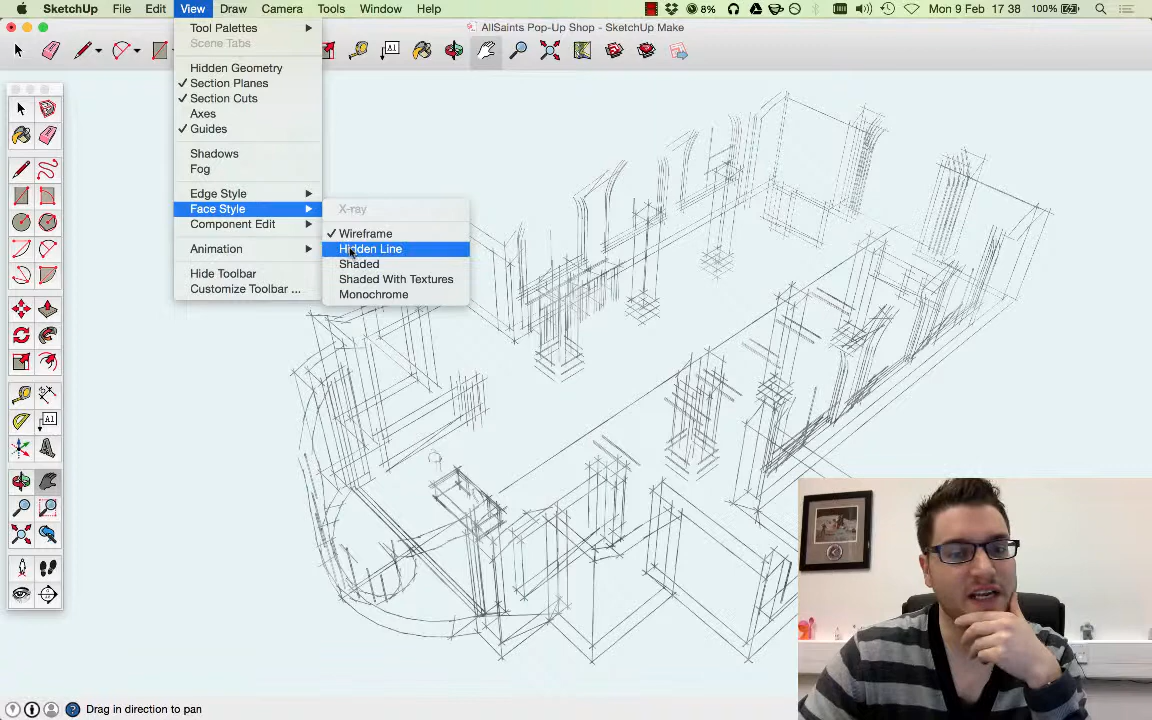 SketchUp File Edit View Draw Camera Tools Window Help 8% Mon 9 Feb 17 38 100%
AllSaints Pop-Up Shop - SketchUp Make
Tool Palettes
Scene Tabs
Hidden Geometry
Section Planes
Section Cuts
Axes
Guides
Shadows
Fog
Edge Style
Face Style
Component Edit
Animation
Hide Toolbar
Customize Toolbar ...
X-ray
Wireframe
Hidden Line
Shaded
Shaded With Textures
Monochrome
Drag in direction to pan